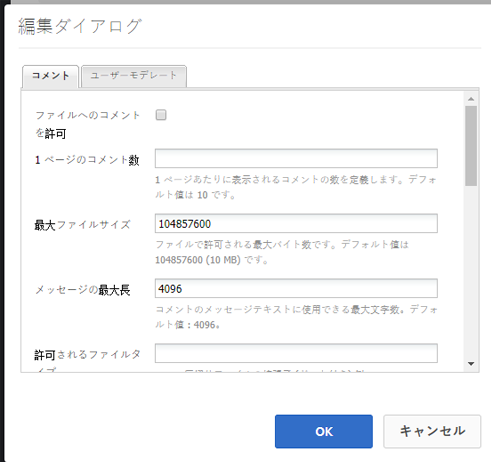 編集ダイアログ
コメント
ユーザーモデレート
ファイルへのコメント
を許可
1 ページのコメント数
1 ページあたりに表示されるコメントの数を定義します。デフォ
ルト値は 10 です。
最大ファイルサイズ
104857600
ファイルで許可される最大バイト数です。デフォルト値は
104857600 (10 MB) です。
メッセージの最大長
4096
コメントのメッセージテキストに使用できる最大文字数。デフォ
ルト値：4096。
許可されるファイルタ
OK
キャンセル